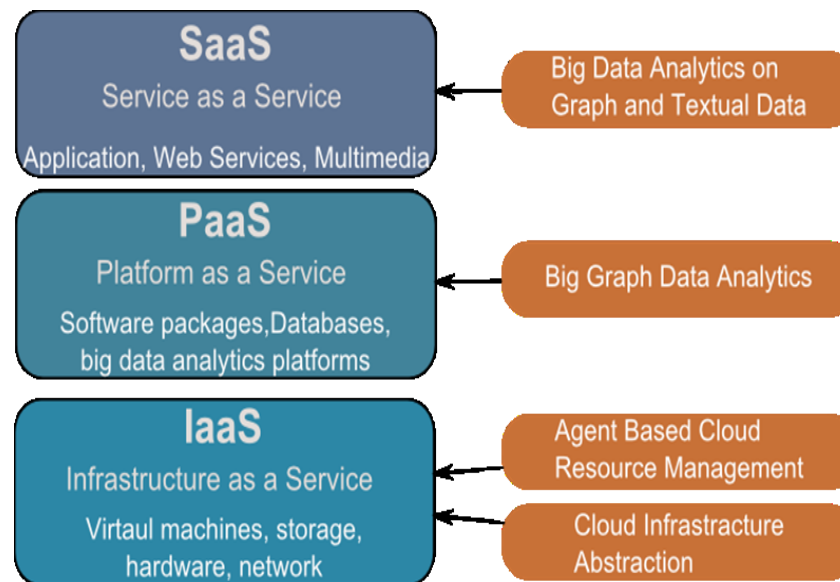 SaaS
Service as a Service
Application, Web Services, Multimedia
Big Data Analytics on
Graph and Textual Data
PaaS
Platform as a Service
Software packages,Databases,
big data analytics platforms
Big Graph Data Analytics
IaaS
Infrastructure as a Service
Virtaul machines, storage,
hardware, network
Agent Based Cloud
Resource Management
Cloud Infrastracture
Abstraction